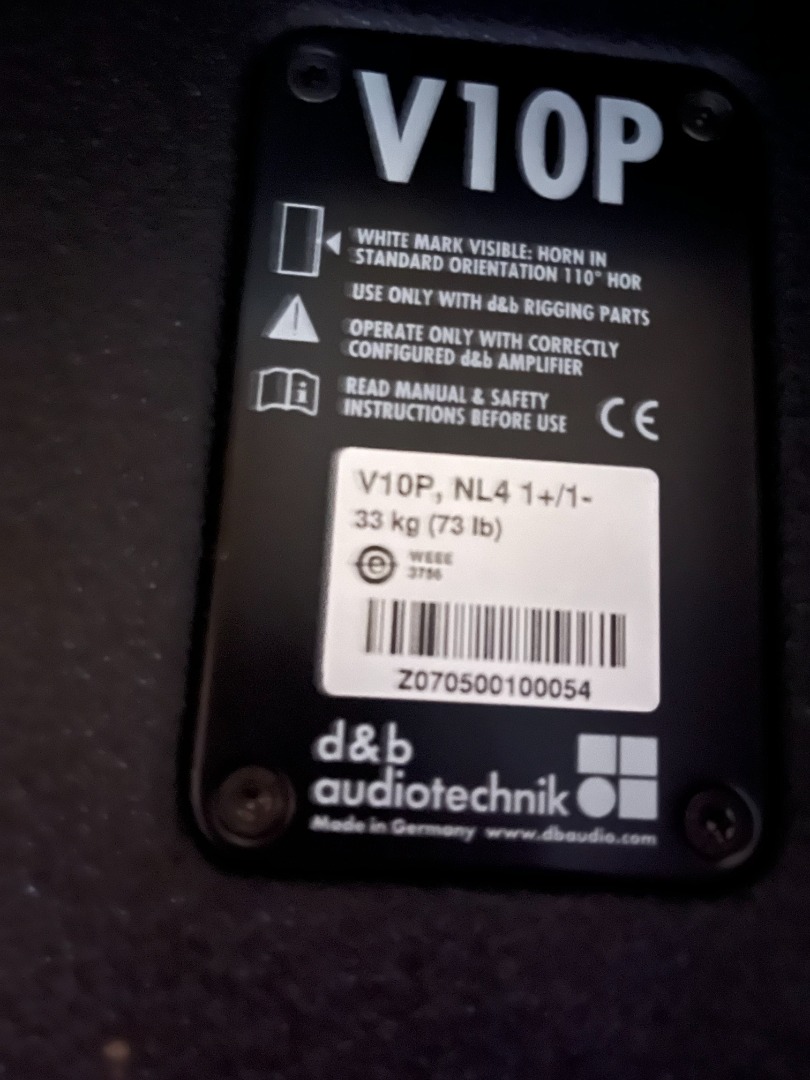 V10P
WHITE MARK VISIBLE: HORN IN
STANDARD ORIENTATION 110° HOR
USE ONLY WITH d&b RIGGING PARTS
OPERATE ONLY WITH CORRECTLY
CONFIGURED d&b AMPLIFIER
READ MANUAL & SAFETY
INSTRUCTIONS BEFORE USE
CE
V10P, NL4 1+/1-
33 kg (73 lb)
e
WEEE
3786
Z070500100054
d&b
audiotechnik
Made in Germany www.dbaudio.com